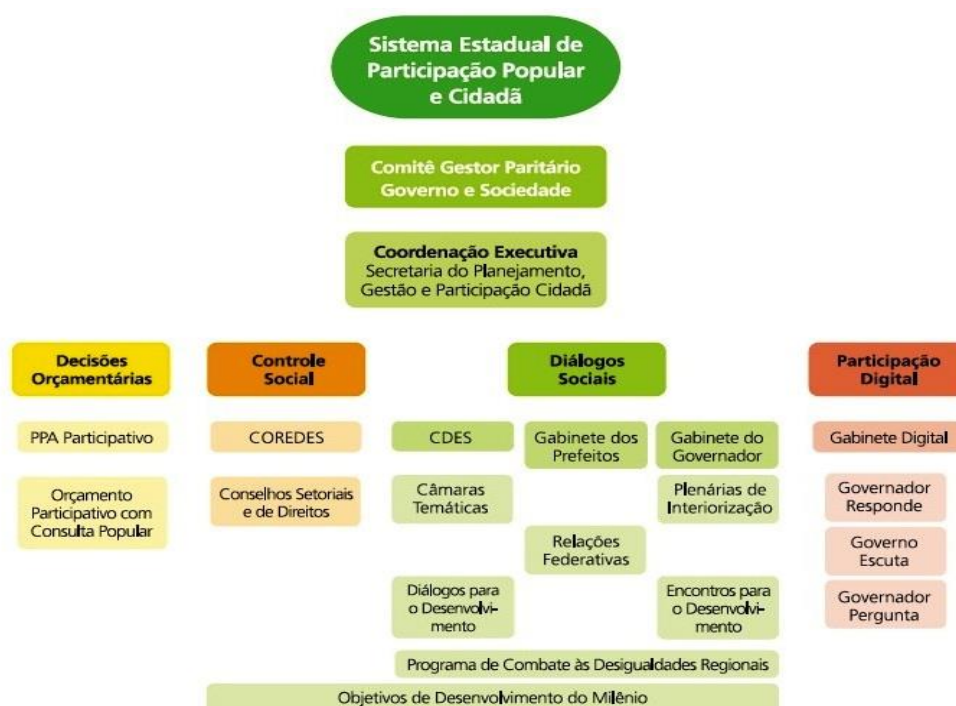 Sistema Estadual de
Participação Popular
e Cidadã
Comitê Gestor Paritário
Governo e Sociedade
Coordenação Executiva
Secretaria do Planejamento,
Gestão e Participação Cidadã
Decisões
Orçamentárias
PPA Participativo
Orçamento
Participativo com
Consulta Popular
Controle
Social
COREDES
Conselhos Setoriais
e de Direitos
Diálogos
Sociais
CDES
Câmaras
Temáticas
Diálogos para
o Desenvolvi-
mento
Gabinete dos
Prefeitos
Relações
Federativas
Gabinete do
Governador
Plenárias de
Interiorização
Encontros para
o Desenvolvi-
mento
Programa de Combate às Desigualdades Regionais
Objetivos de Desenvolvimento do Milênio
Participação
Digital
Gabinete Digital
Governador
Responde
Governo
Escuta
Governador
Pergunta